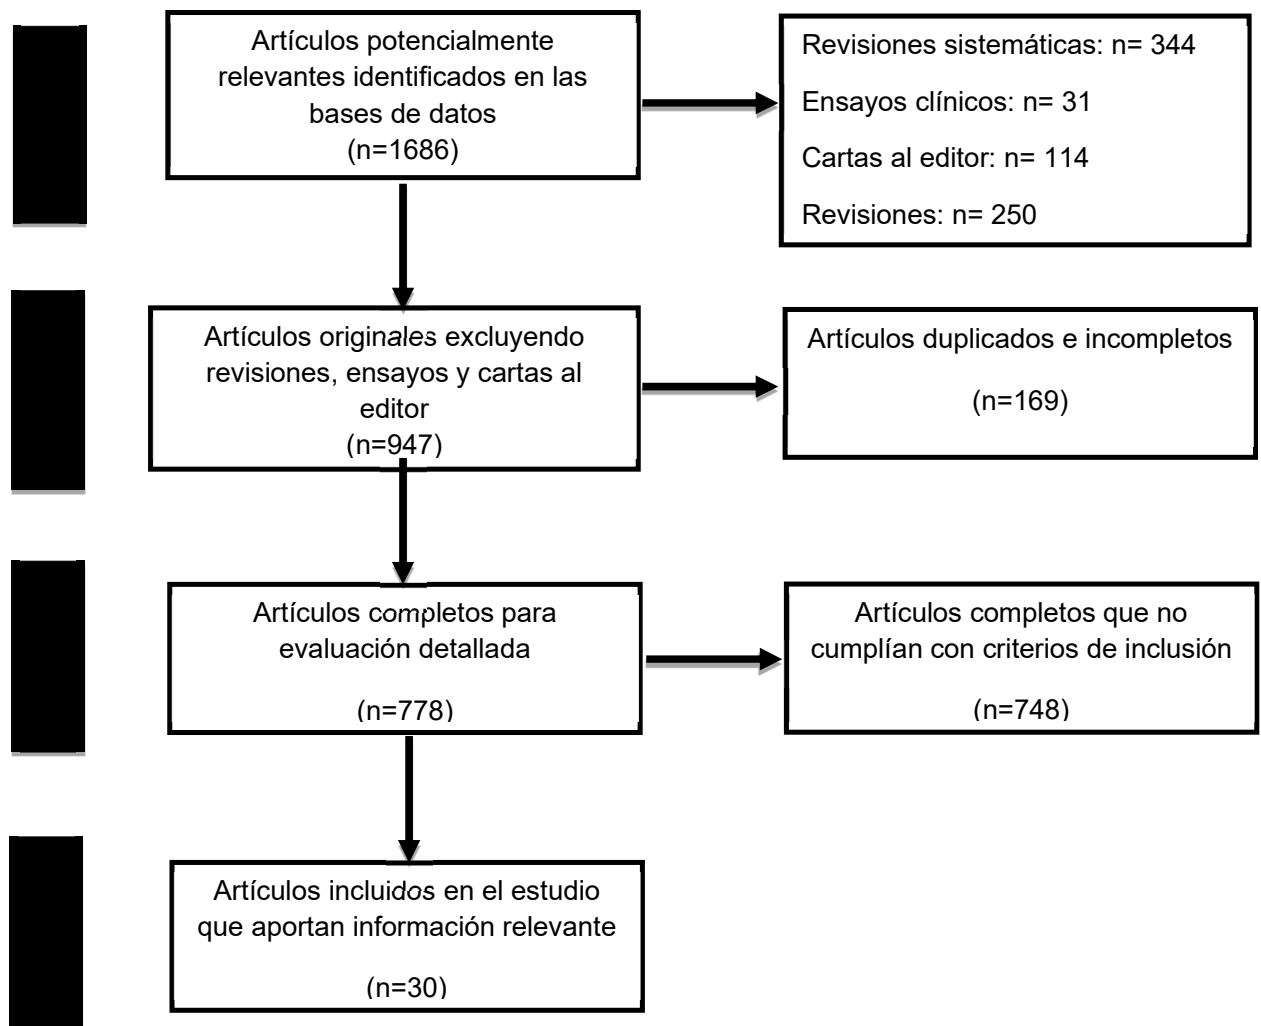 Artículos potencialmente
relevantes identificados en las
bases de datos
(n=1686)
Revisiones sistemáticas: n= 344
Ensayos clínicos: n= 31
Cartas al editor: n= 114
Revisiones: n= 250
Artículos originales excluyendo
revisiones, ensayos y cartas al
editor
(n=947)
Artículos duplicados e incompletos
(n=169)
Artículos completos para
evaluación detallada
(n=778)
Artículos completos que no
cumplían con criterios de inclusión
(n=748)
Artículos incluidos en el estudio
que aportan información relevante
(n=30)